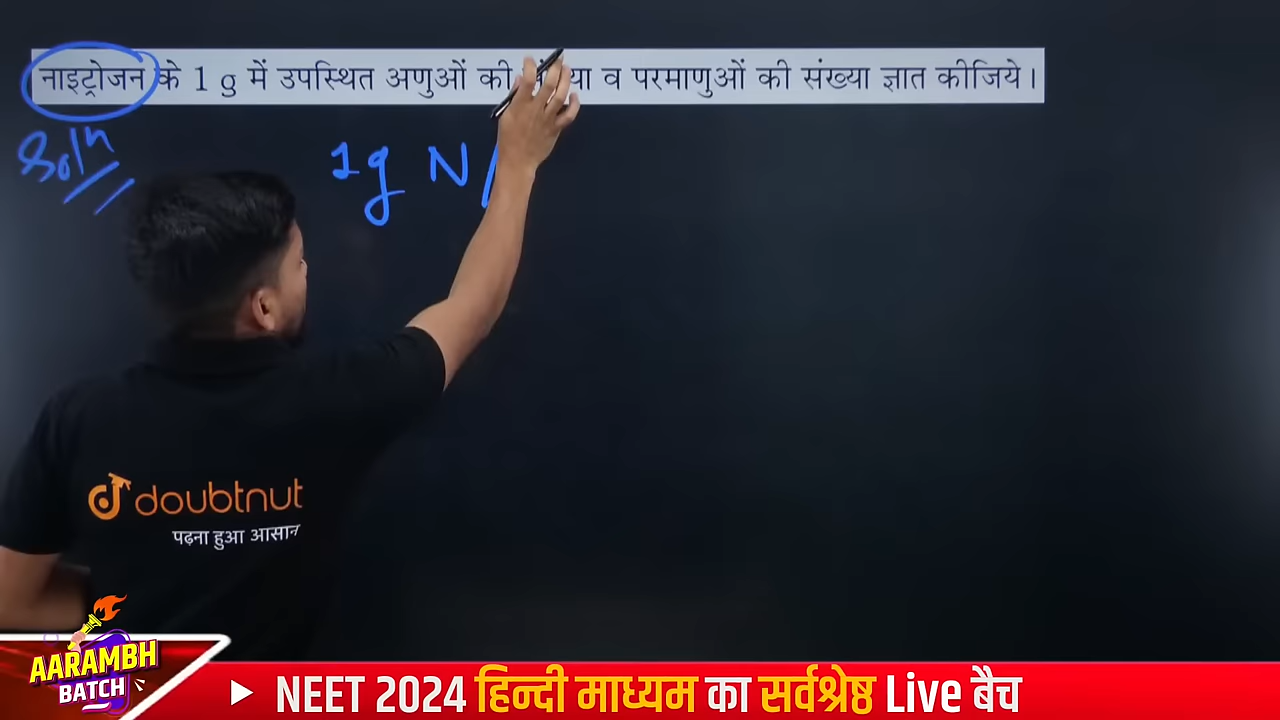 नाइट्रोजन के 1 g में उपस्थित अणुओं की व परमाणुओं की संख्या ज्ञात कीजिये।
Soln
1g N
doubtnut
पढ़ना हुआ आसान
AARAMBH
BATCH
NEET 2024 हिन्दी माध्यम का सर्वश्रेष्ठ Live बैच